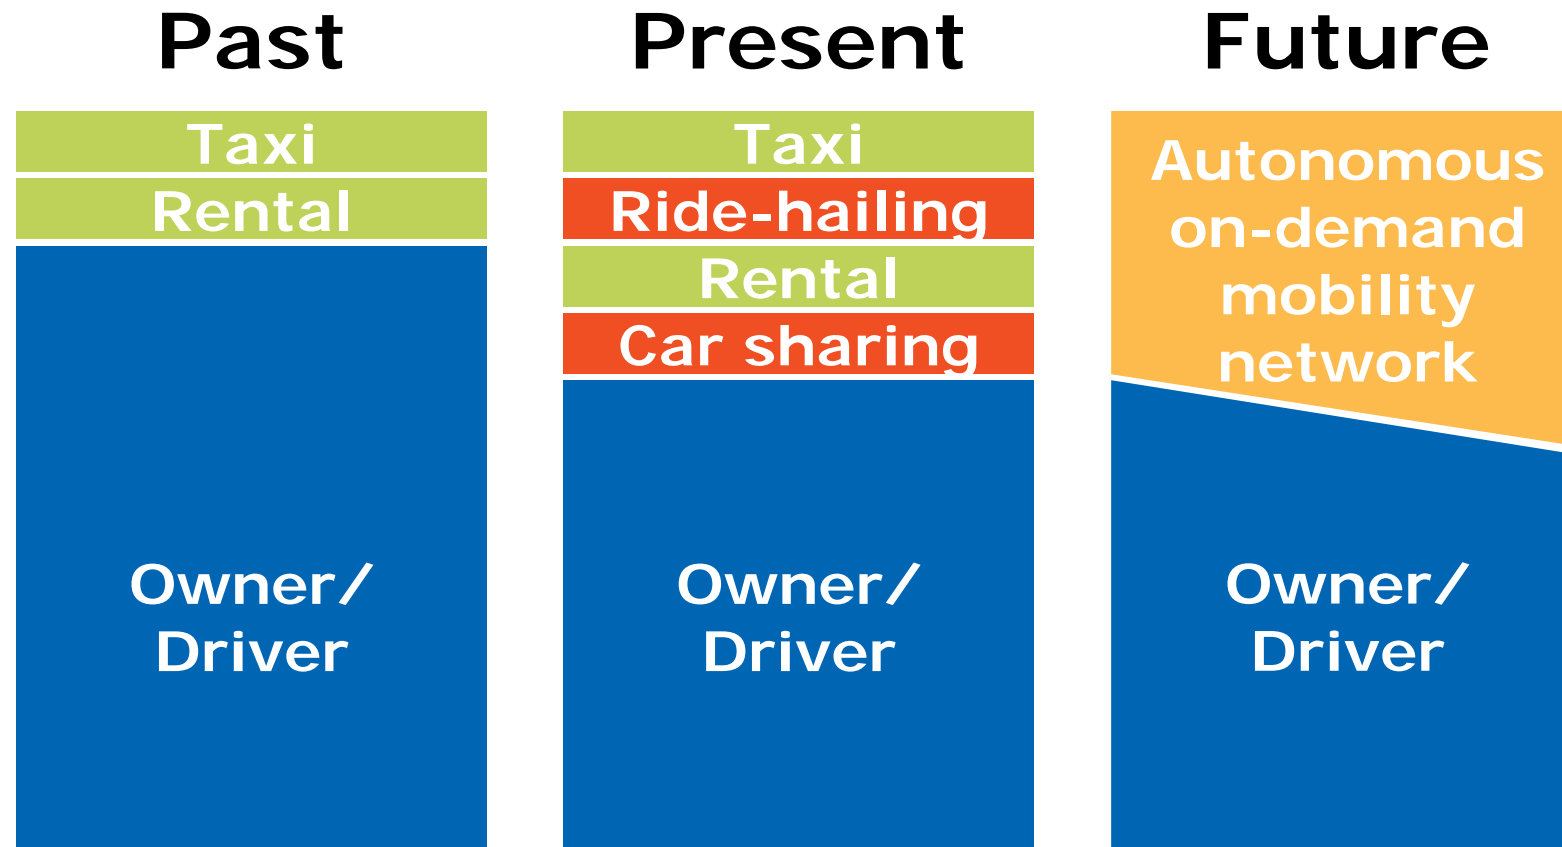 Past
Taxi
Rental
Owner/
Driver
Present
Taxi
Ride-hailing
Rental
Car sharing
Owner/
Driver
Future
Autonomous
on-demand
mobility
network
Owner/
Driver